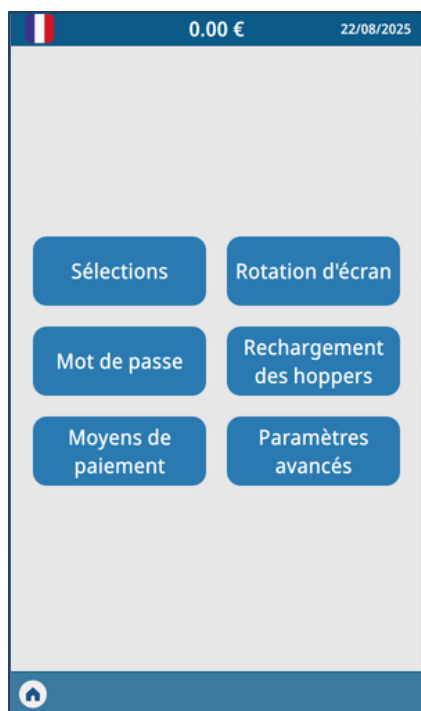 0.00 €
22/08/2025
Sélections
Rotation d'écran
Mot de passe
Rechargement
des hoppers
Moyens de
paiement
Paramètres
avancés